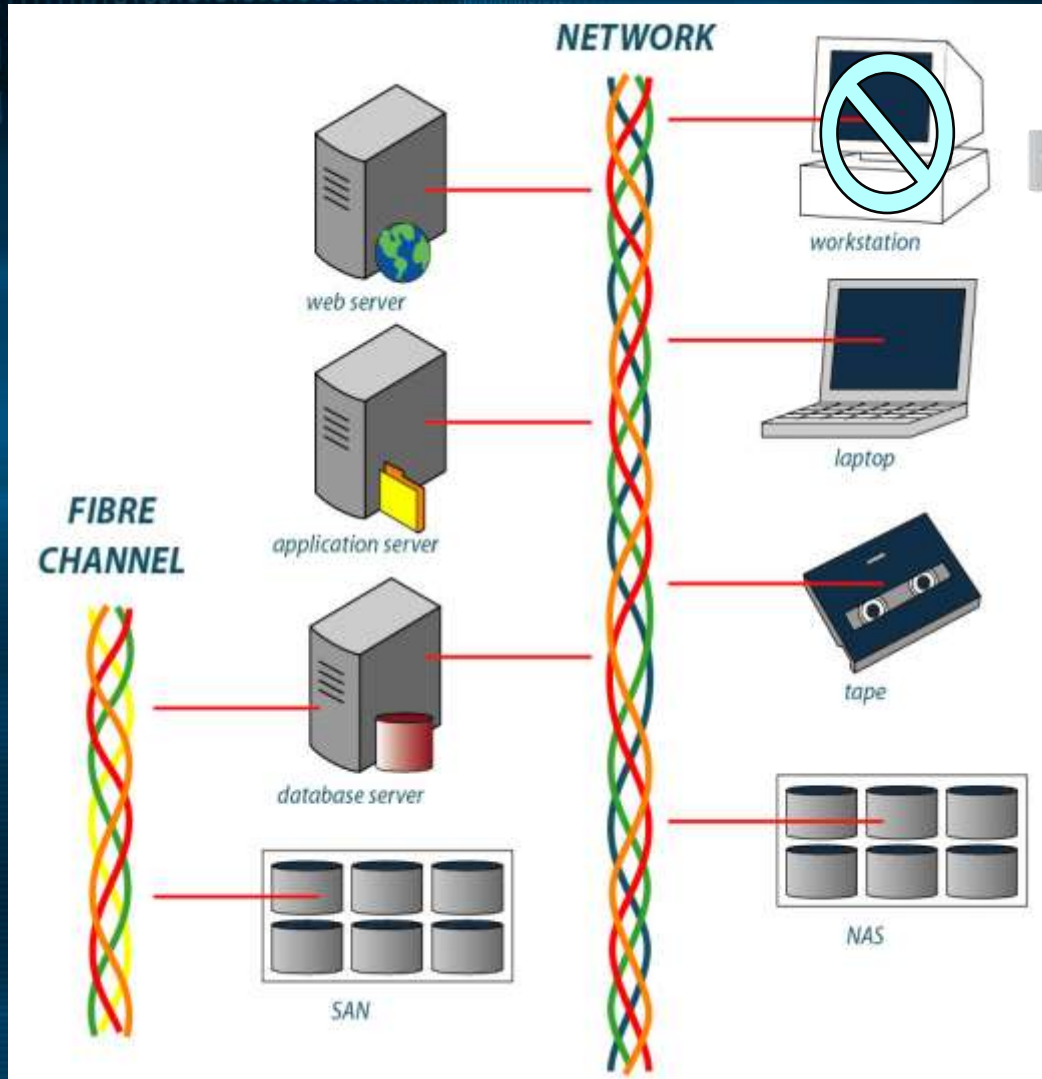 NETWORK
workstation
web server
laptop
application server
FIBRE
CHANNEL
tape
database server
NAS
SAN